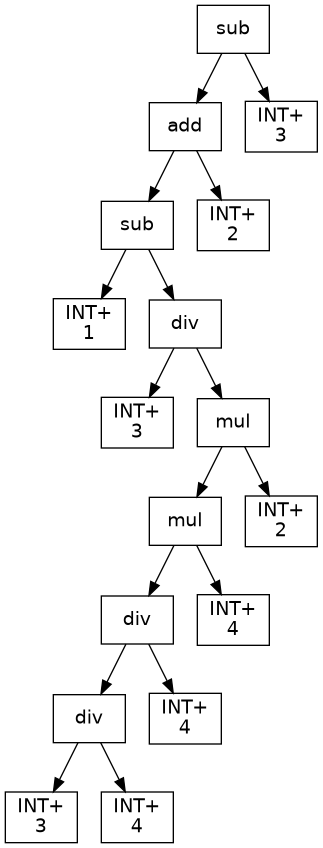 sub
add
INT+
3
sub
INT+
2
INT+
1
div
INT+
3
mul
mul
INT+
2
div
INT+
4
div
INT+
4
INT+
3
INT+
4